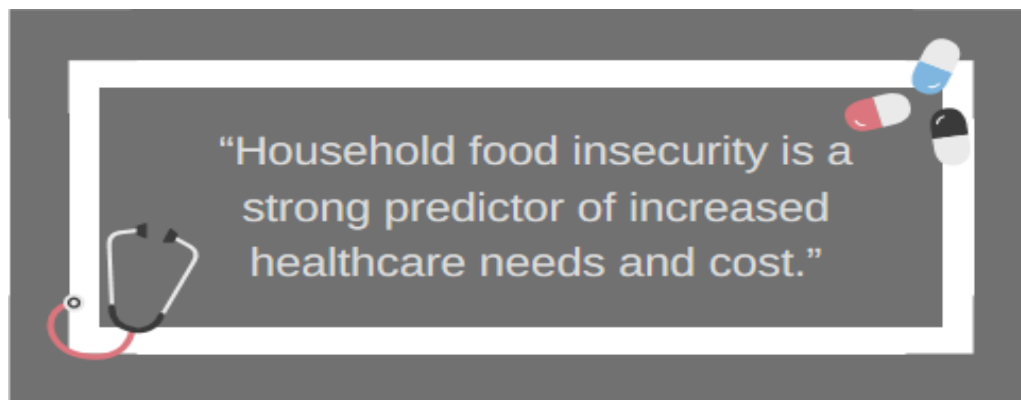 “Household food insecurity is a
strong predictor of increased
healthcare needs and cost.”